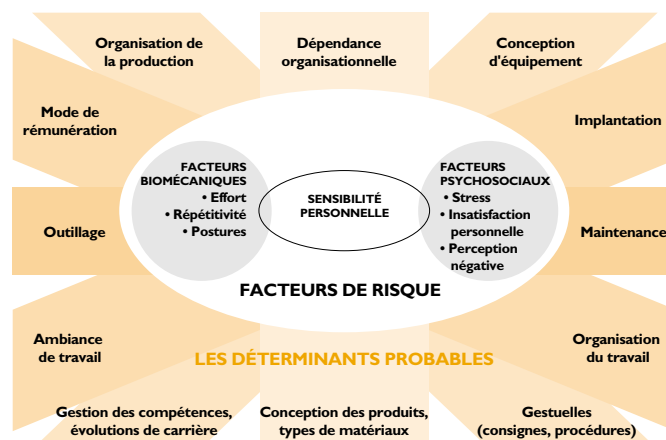 Organisation de
la production
Dépendance
organisationnelle
Conception
d'équipement
Mode de
rémunération
Implantation
FACTEURS
BIOMÉCANIQUES
• Effort
• Répétitivité
• Postures
SENSIBILITÉ
PERSONNELLE
FACTEURS
PSYCHOSOCIAUX
• Stress
• Insatisfaction
personnelle
• Perception
négative
Outillage
Maintenance
FACTEURS DE RISQUE
Ambiance
de travail
LES DÉTERMINANTS PROBABLES
Organisation
du travail
Gestion des compétences,
évolutions de carrière
Conception des produits,
types de matériaux
Gestuelles
(consignes, procédures)